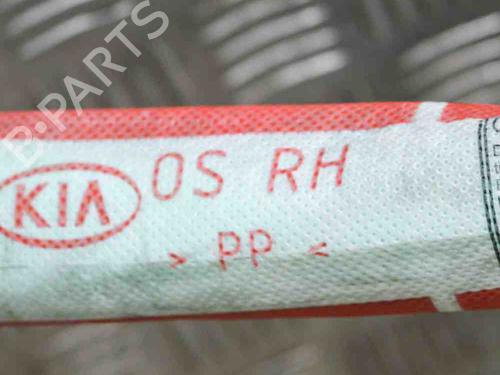 B-PARTS
KIA OS RH
> PP <